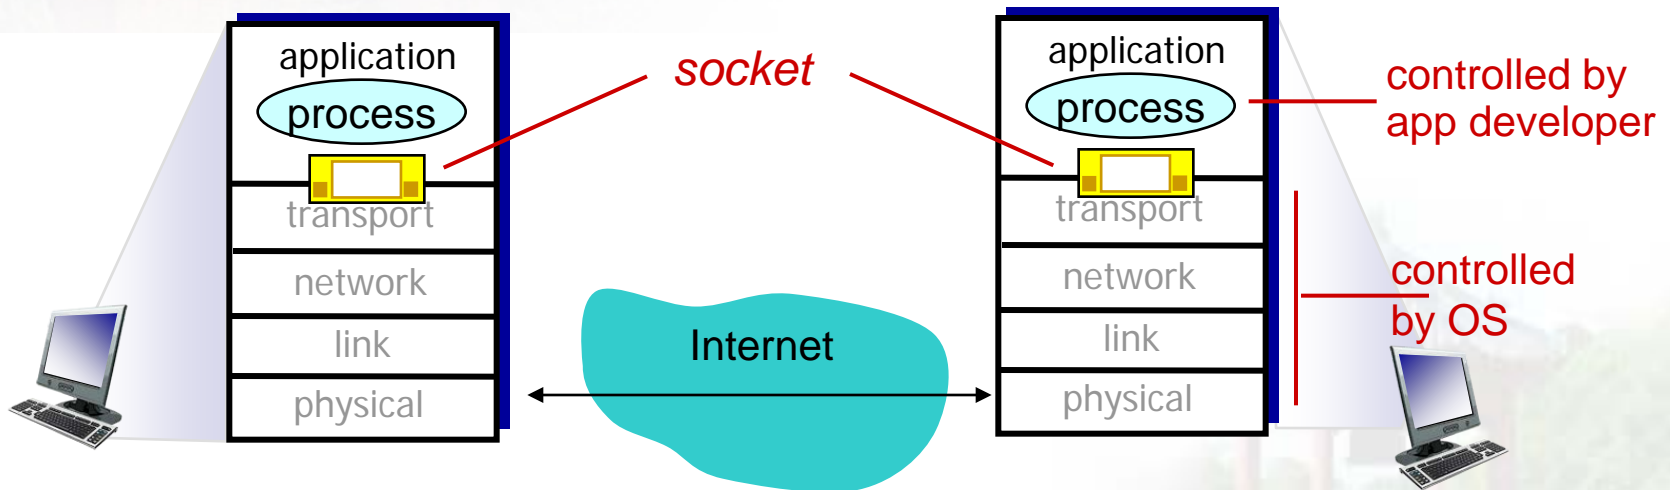 application
process
transport
network
link
physical
socket
Internet
application
process
transport
network
link
physical
controlled by
app developer
controlled
by OS